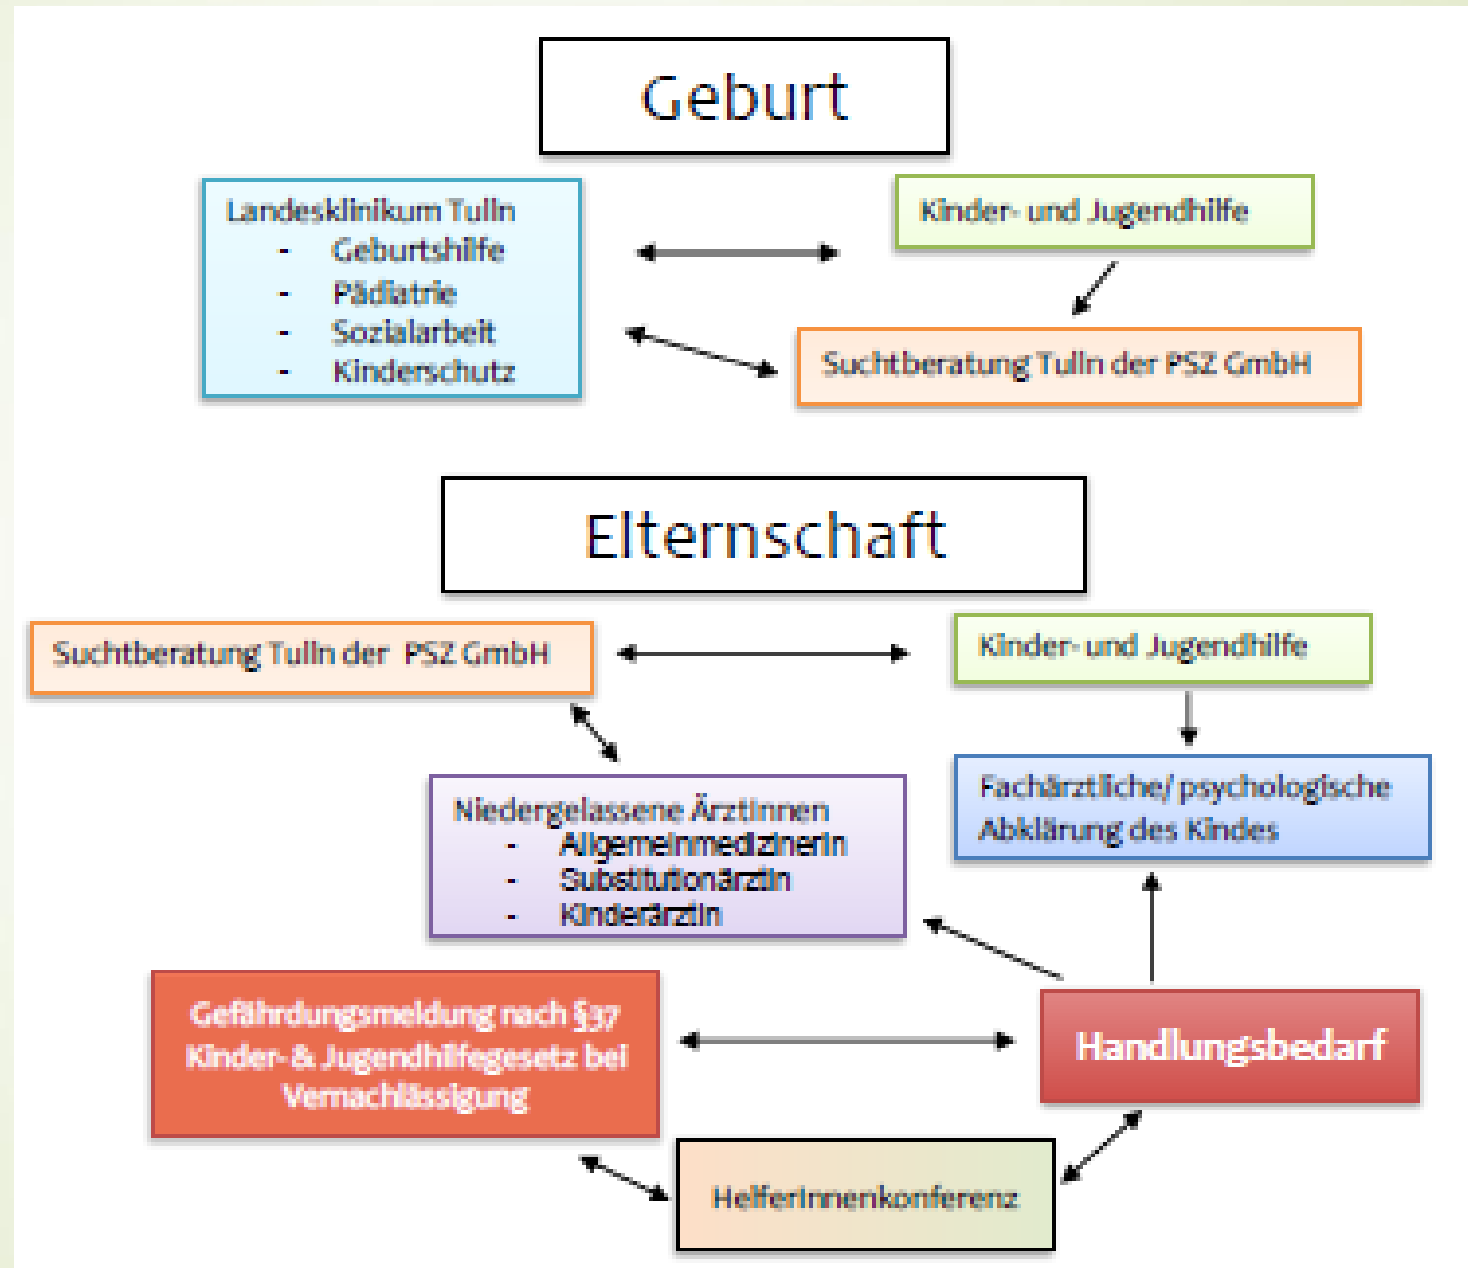 Geburt
Landesklinikum Tulln
- Geburtshilfe
- Pädiatrie
- Sozialarbeit
- Kinderschutz
Kinder- und Jugendhilfe
Suchtberatung Tulln der PSZ GmbH
Elternschaft
Suchtberatung Tulln der PSZ GmbH
Kinder- und Jugendhilfe
Niedergelassene ÄrztInnen
- AllgemeinmedizinerIn
- SubstitutionärztIn
- KinderärztIn
Fachärztliche/ psychologische
Abklärung des Kindes
Gefährdungsmeldung nach §37
Kinder- & Jugendhilfegesetz bei
Vernachlässigung
Handlungsbedarf
HelferInnenkonferenz